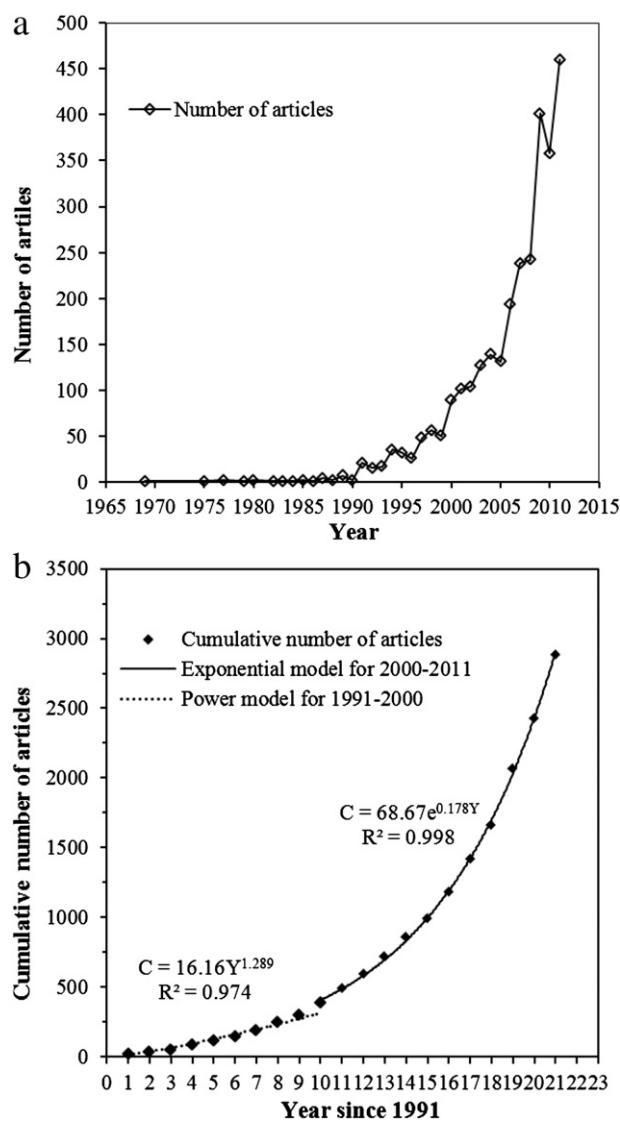 a
500
450
400
350
300
250
200
150
100
50
0
Number of artiles
Number of articles
1965 1970 1975 1980 1985 1990 1995 2000 2005 2010 2015
Year
b
3500
3000
2500
2000
1500
1000
500
0
Cumulative number of articles
Cumulative number of articles
Exponential model for 2000-2011
Power model for 1991-2000
C = 68.67e^0.178Y
R² = 0.998
C = 16.16Y^1.289
R² = 0.974
0 1 2 3 4 5 6 7 8 9 10 11 12 13 14 15 16 17 18 19 20 21 22 23
Year since 1991